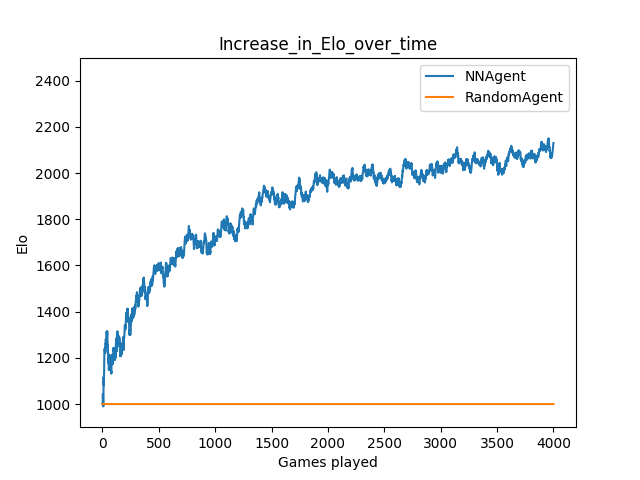 Increase_in_Elo_over_time
NNAgent
RandomAgent
2400
2200
2000
1800
1600
1400
1200
1000
Elo
0 500 1000 1500 2000 2500 3000 3500 4000
Games played